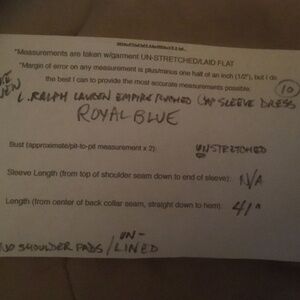 *Measurements are taken w/garment UN-STRETCHED/LAID FLAT
*Margin of error on any measurement is plus/minus one half of an inch (1/2"), but I do
the best I can to provide the most accurate measurements possible.
10
L. RALPH LAUREN EMPIRE RUCHED CAP SLEEVE DRESS
ROYAL BLUE
Bust (approximate/pit-to-pit measurement x 2): UNSTRETCHED
Sleeve Length (from top of shoulder seam down to end of sleeve): N/A
Length (from center of back collar seam, straight down to hem): 41"
NO SHOULDER PADS / UN-
LINED